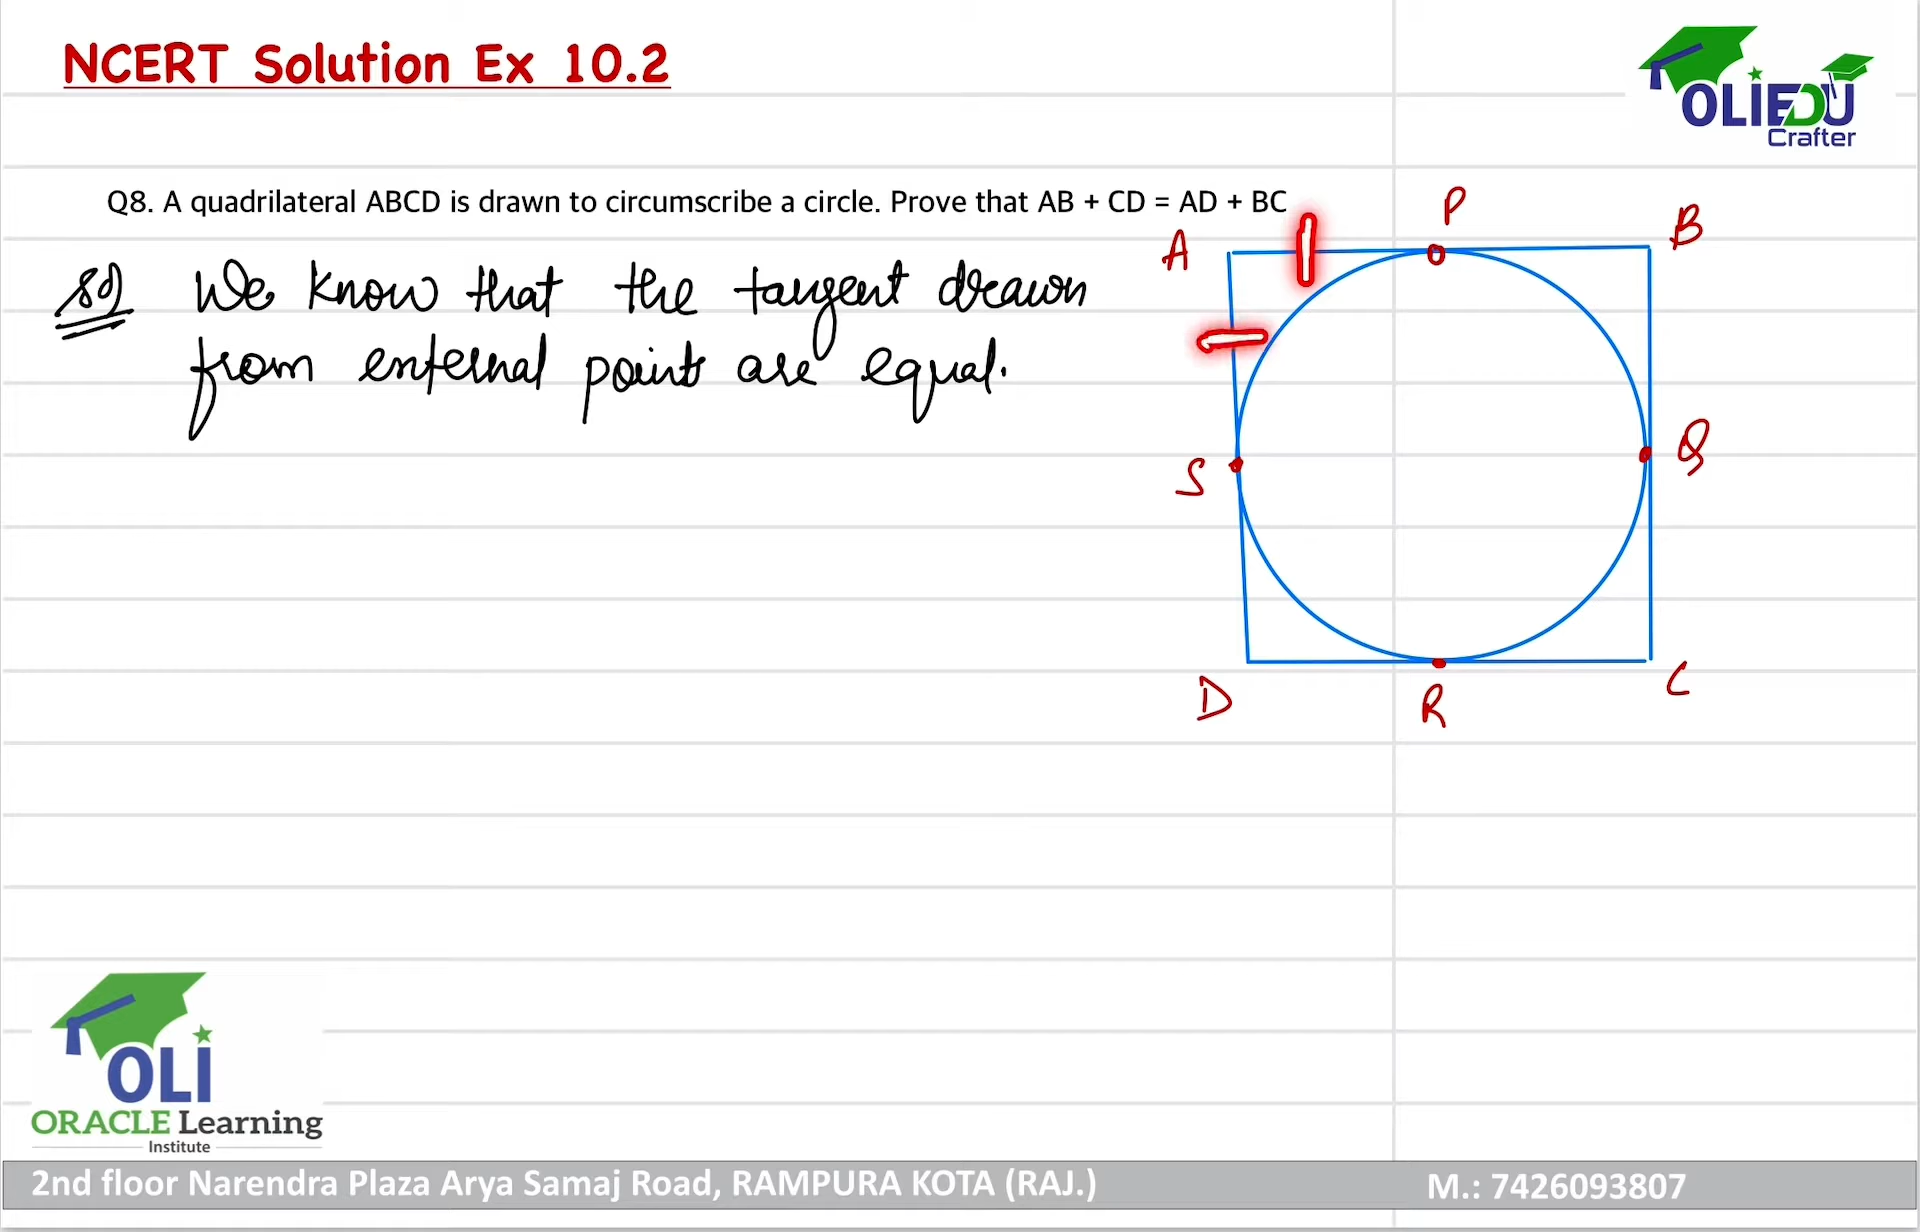 NCERT Solution Ex 10.2
OLIEDU
Crafter
Q8. A quadrilateral ABCD is drawn to circumscribe a circle. Prove that AB + CD = AD + BC
Sol We know that the tangent drawn
from external point are equal.
A
P
B
S
Q
D
R
C
OLI
ORACLE Learning
Institute
2nd floor Narendra Plaza Arya Samaj Road, RAMPURA KOTA (RAJ.)
M.: 7426093807